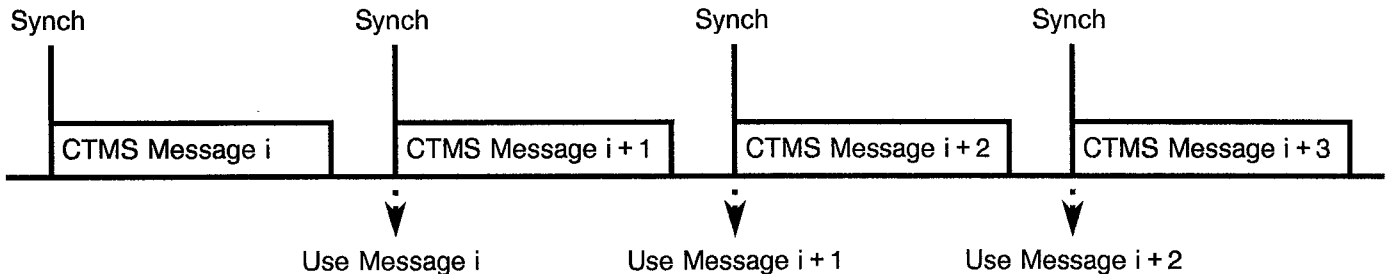 Synch Synch Synch Synch
CTMS Message i CTMS Message i + 1 CTMS Message i + 2 CTMS Message i + 3
Use Message i Use Message i + 1 Use Message i + 2